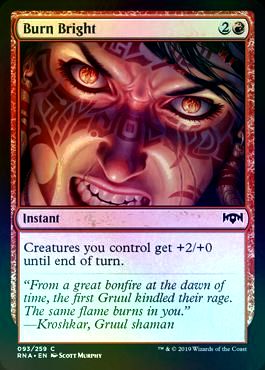 Burn Bright 2
Instant
Creatures you control get +2/+0
until end of turn.
“From a great bonfire at the dawn of
time, the first Gruul kindled their rage.
The same flame burns in you.”
—Kroshkar, Gruul shaman
093/259 C
RNA • EN Scott Murphy
™ & © 2019 Wizards of the Coast